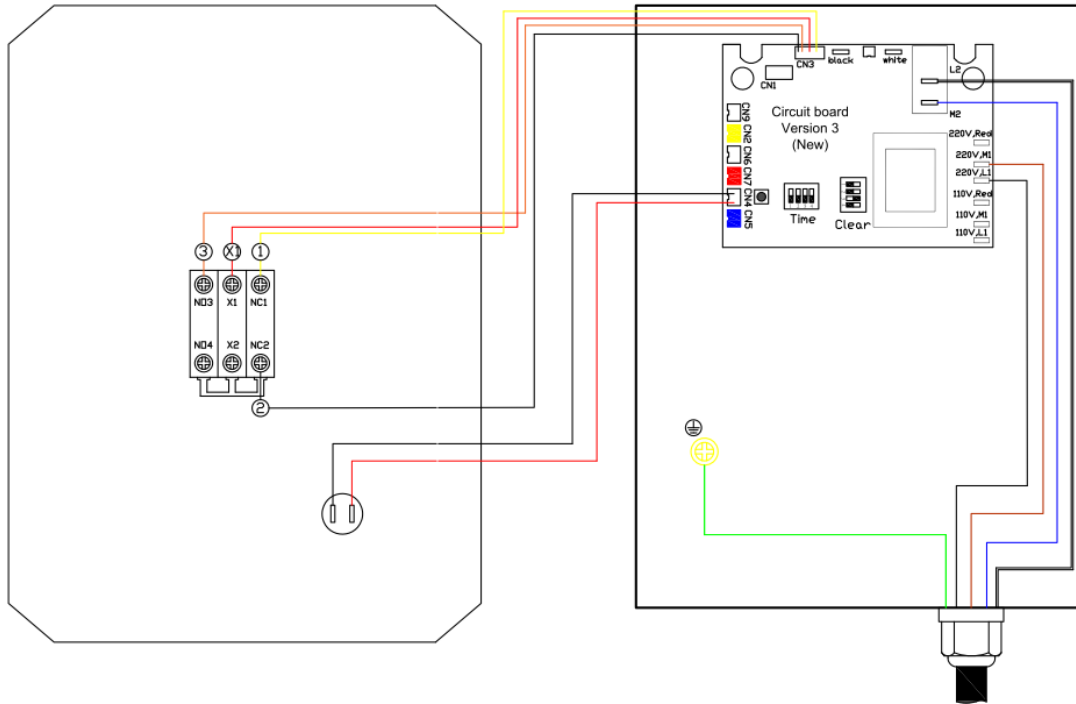 CN3
black
white
L2
CN1
M2
CN9
CN2
CN6
CN7
CN4
CN5
Circuit board
Version 3
(New)
220V,Red
220V,M1
220V,L1
110V,Red
110V,M1
110V,L1
Time
Clear
3
X1
1
NO3
X1
NC1
NO4
X2
NC2
2